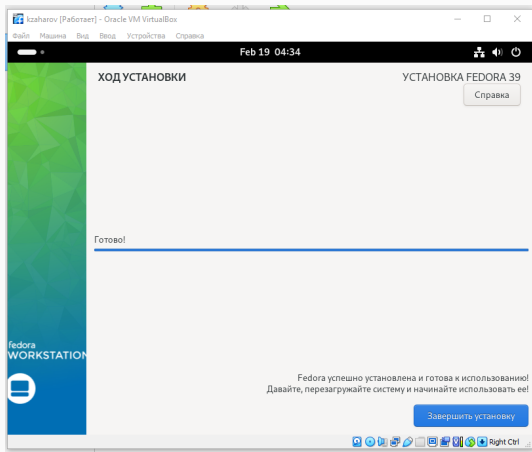 kzaharov [Работает] - Oracle VM VirtualBox
Файл Машина Вид Ввод Устройства Справка
Feb 19 04:34
ХОД УСТАНОВКИ
УСТАНОВКА FEDORA 39
Справка
Готово!
fedora
WORKSTATION
Fedora успешно установлена и готова к использованию!
Давайте, перезагружайте систему и начинайте использовать ее!
Завершить установку
Right Ctrl